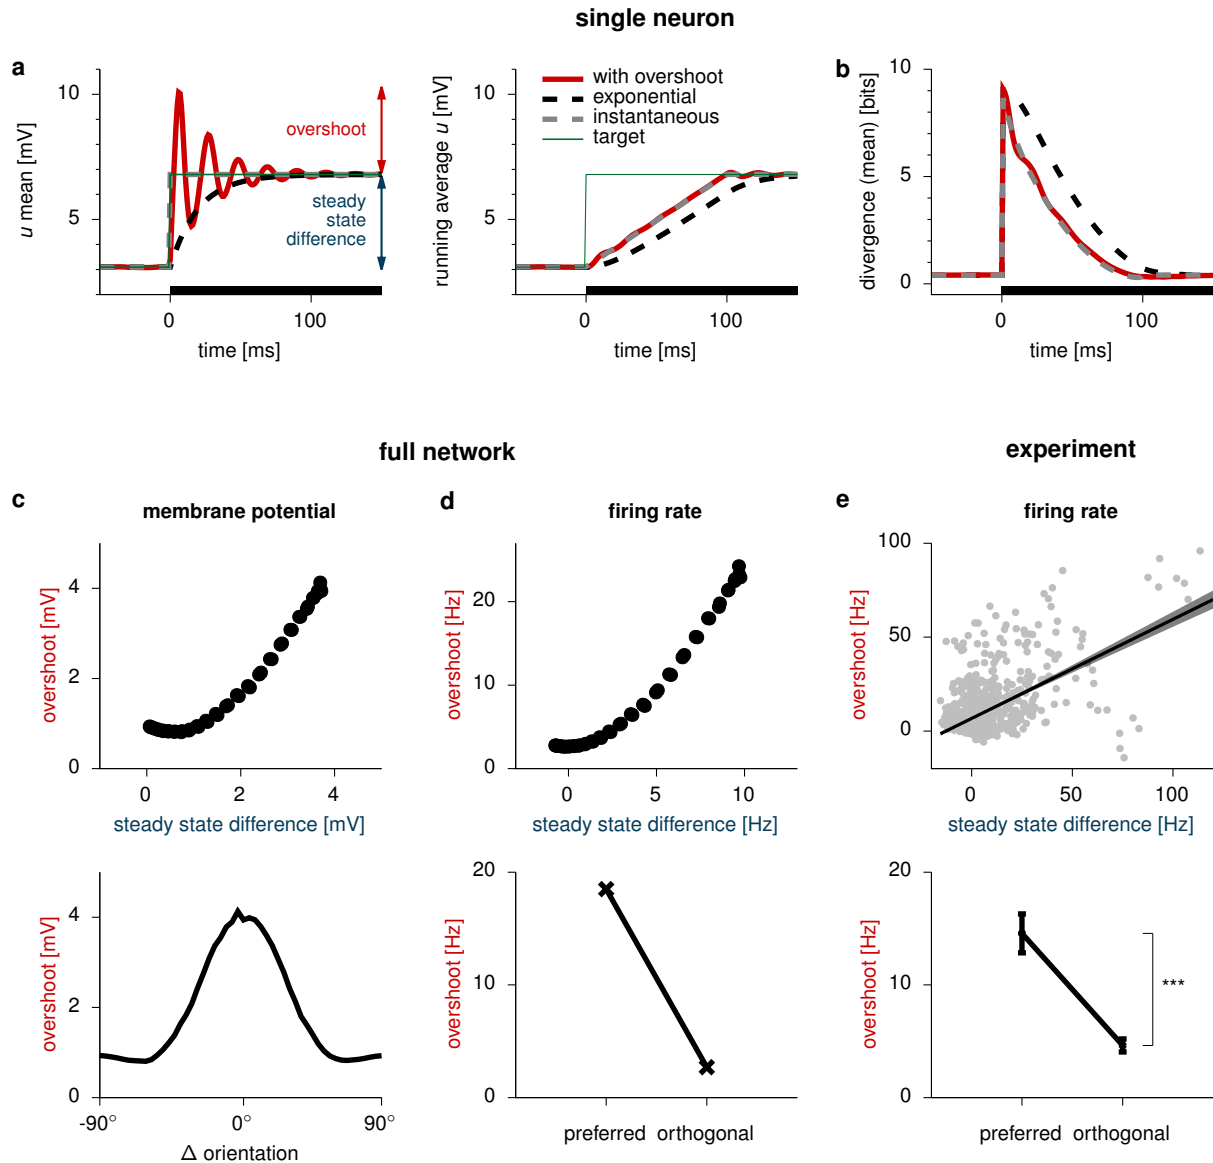 single neuron
a
u mean [mV]
10
5
overshoot
steady
state
difference
0
100
time [ms]
running average u [mV]
10
5
with overshoot
exponential
instantaneous
target
0
100
time [ms]
b
divergence (mean) [bits]
10
5
0
0
100
time [ms]
full network
experiment
c
membrane potential
overshoot [mV]
4
2
0
0
2
4
steady state difference [mV]
d
firing rate
overshoot [Hz]
20
10
0
0
5
10
steady state difference [Hz]
e
firing rate
overshoot [Hz]
100
50
0
0
50
100
steady state difference [Hz]
overshoot [mV]
4
2
0
-90°
0°
90°
Δ orientation
overshoot [Hz]
20
10
0
preferred orthogonal
overshoot [Hz]
20
10
0
***
preferred orthogonal